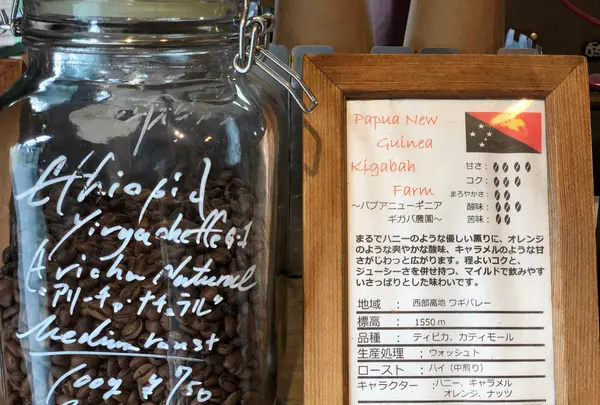 Ethiopia
Yirgacheffe G1
Aricha Natural
"アリーチャ ナチュラル"
Medium roast
100g ¥750
Papua New
Guinea
Kigabah
Farm
〜パプアニューギニア
ギガバ農園〜
甘さ:
コク:
まろやかさ:
酸味:
苦味:
まるでハニーのような優しい薫りに、オレンジ
のような爽やかな酸味、キャラメルのような甘
さがしわっと広がります。程よいコクと、
ジューシーさを併せ持つ、マイルドで飲みやす
いさっぱりとした味わいです。
地域 : 西部高地 ワギバレー
標高 : 1550m
品種 : ティピカ、カティモール
生産処理 : ウォッシュト
ロースト : ハイ(中煎り)
キャラクター : ハニー、キャラメル
オレンジ、ナッツ